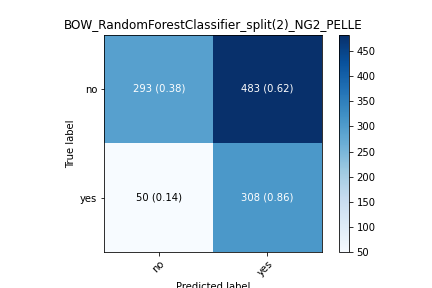 BOW_RandomForestClassifier_split(2)_NG2_PELLE
no 293 (0.38) 483 (0.62)
yes 50 (0.14) 308 (0.86)
True label
no yes
Predicted label
450
400
350
300
250
200
150
100
50